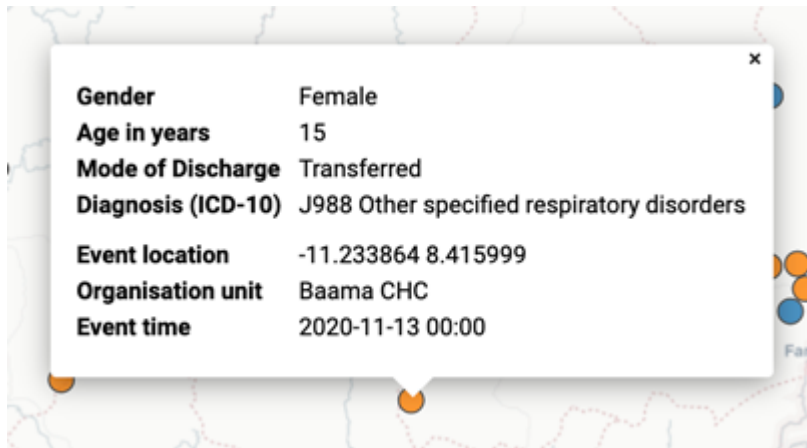 ×
Gender Female
Age in years 15
Mode of Discharge Transferred
Diagnosis (ICD-10) J988 Other specified respiratory disorders
Event location -11.233864 8.415999
Organisation unit Baama CHC
Event time 2020-11-13 00:00